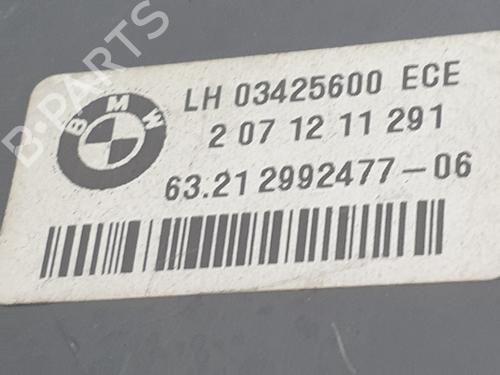 B-PARTS
BMW
LH 03425600 ECE
2 07 12 11 291
63.21 2992477-06